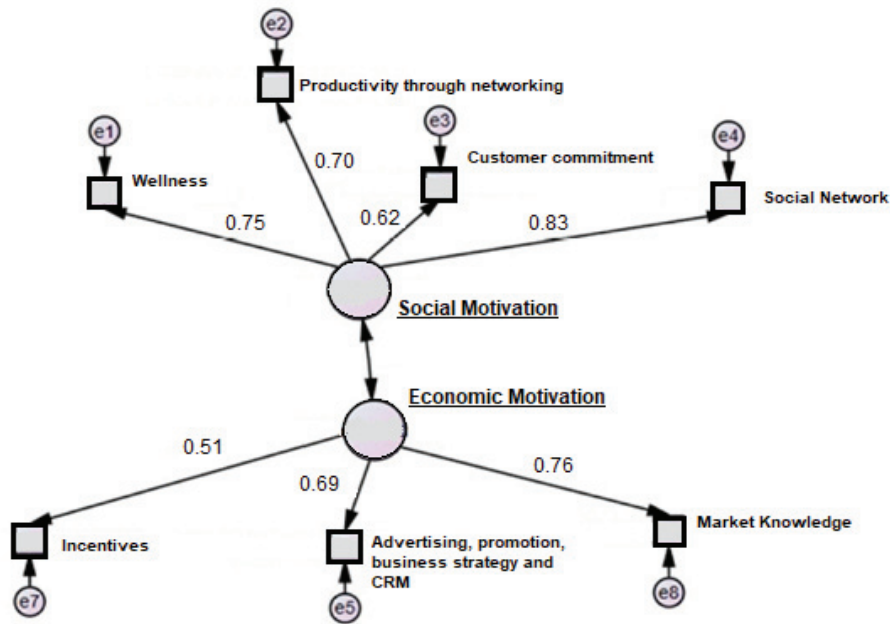 e2
Productivity through networking
e1
e3
e4
Wellness
0.70
Customer commitment
Social Network
0.75
0.62
0.83
Social Motivation
Economic Motivation
0.51
0.69
0.76
Incentives
Advertising, promotion,
business strategy and
CRM
Market Knowledge
e7
e5
e8